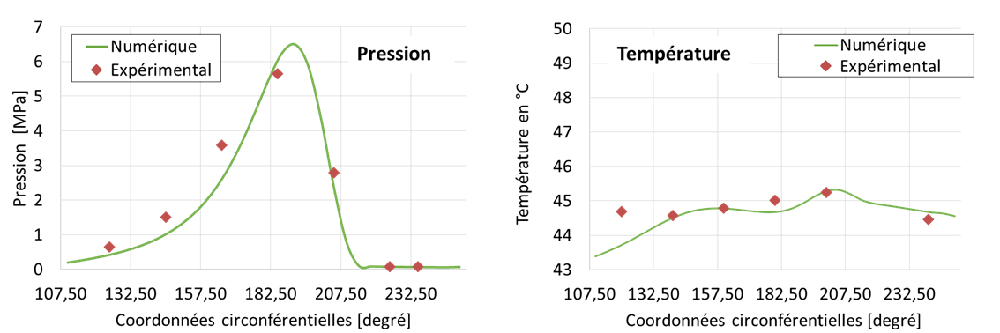 7
6
5
4
3
2
1
0
Pression [MPa]
Numérique
Expérimental
Pression
107,50 132,50 157,50 182,50 207,50 232,50
Coordonnées circonférentielles [degré]
50
49
48
47
46
45
44
43
Température en °C
Température
Numérique
Expérimental
107,50 132,50 157,50 182,50 207,50 232,50
Coordonnées circonférentielles [degré]